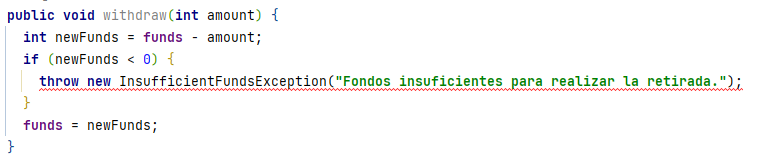 public void withdraw(int amount) {
int newFunds = funds - amount;
if (newFunds < 0) {
throw new InsufficientFundsException("Fondos insuficientes para realizar la retirada.");
}
funds = newFunds;
}